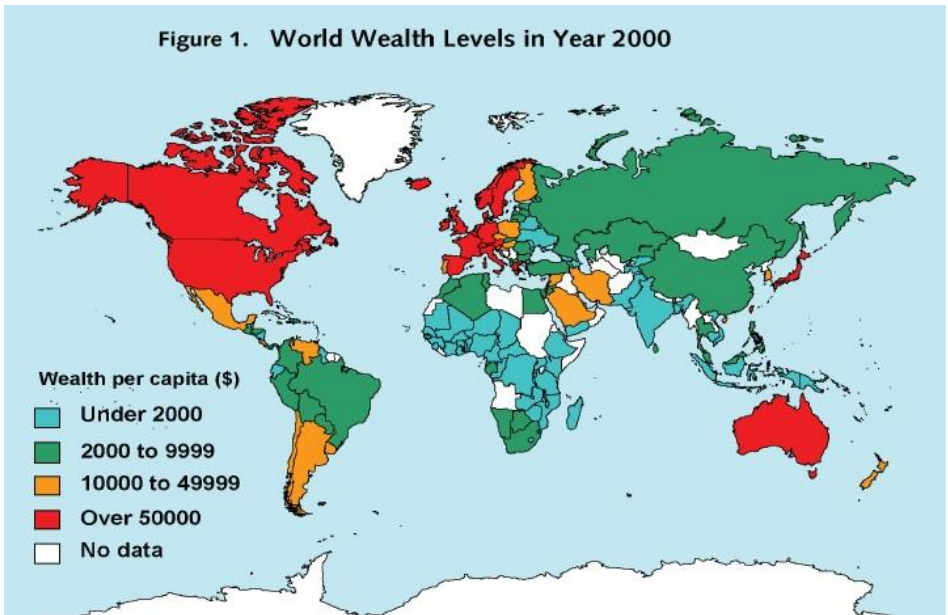 Figure 1. World Wealth Levels in Year 2000
Wealth per capita ($)
Under 2000
2000 to 9999
10000 to 49999
Over 50000
No data